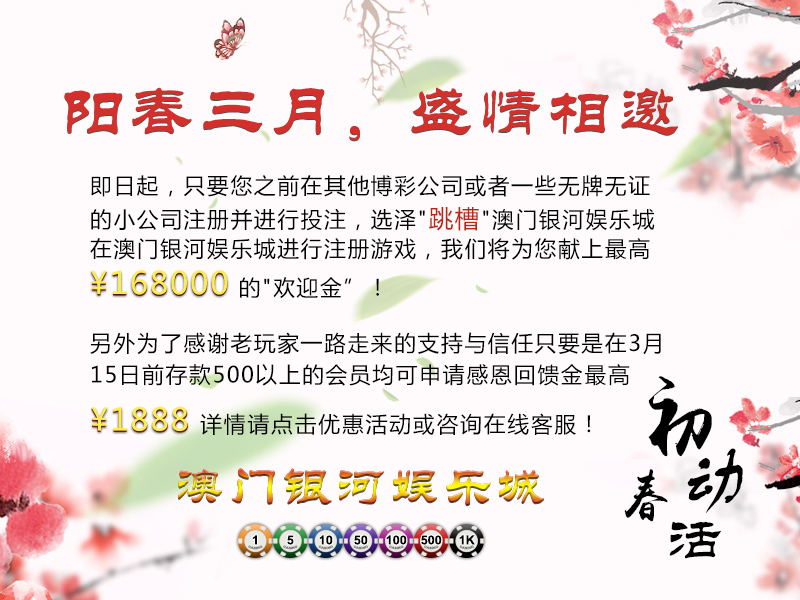 阳春三月，盛情相邀
即日起，只要您之前在其他博彩公司或者一些无牌无证
的小公司注册并进行投注，选泽"跳槽"澳门银河娱乐城
在澳门银河娱乐城进行注册游戏，我们将为您献上最高
¥168000 的"欢迎金”！
另外为了感谢老玩家一路走来的支持与信任只要是在3月
15日前存款500以上的会员均可申请感恩回馈金最高
¥1888 详情请点击优惠活动或咨询在线客服！
澳门银河娱乐城
1 5 10 50 100 500 1K
初春
动活